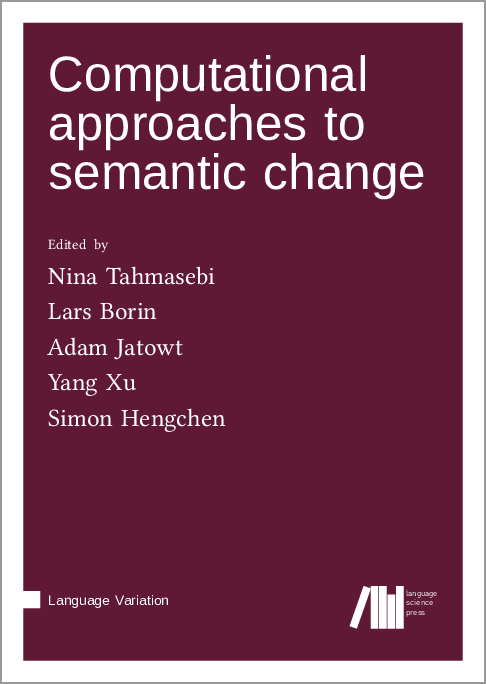 Computational
approaches to
semantic change
Edited by
Nina Tahmasebi
Lars Borin
Adam Jatowt
Yang Xu
Simon Hengchen
Language Variation
language
science
press